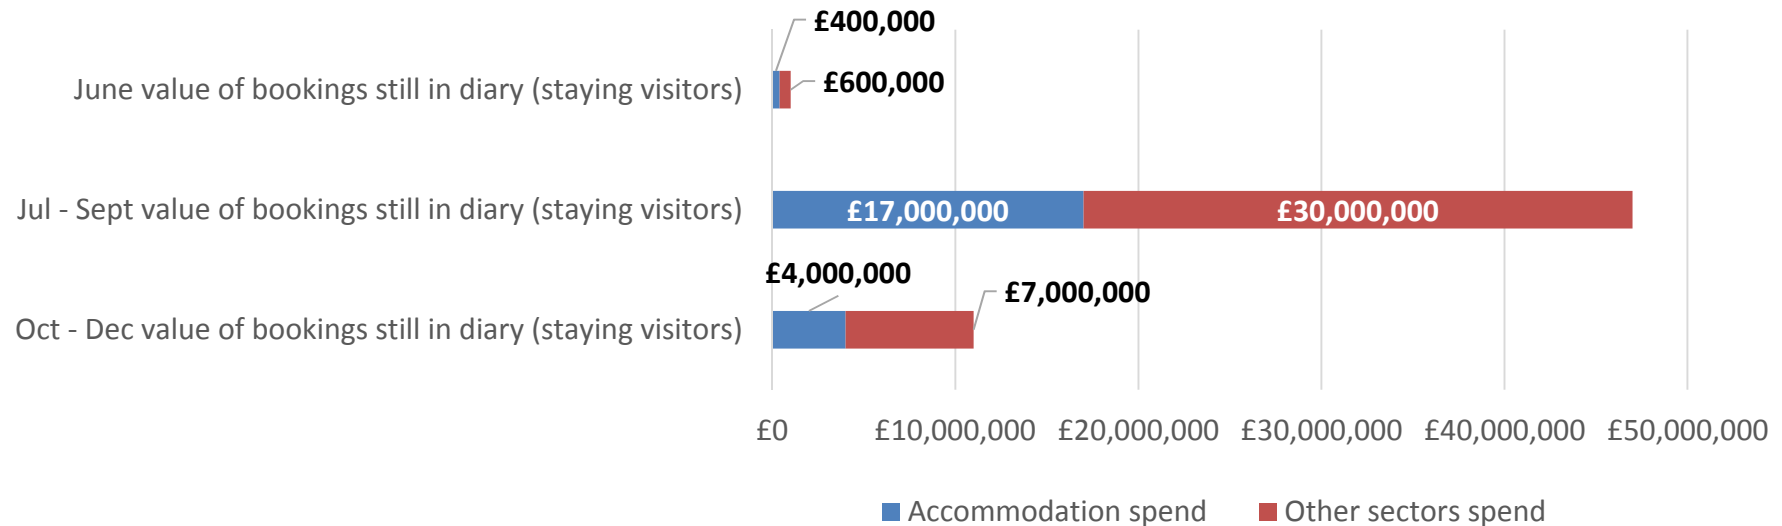 £400,000
June value of bookings still in diary (staying visitors)
£600,000
Jul - Sept value of bookings still in diary (staying visitors)
£17,000,000
£30,000,000
£4,000,000
£7,000,000
Oct - Dec value of bookings still in diary (staying visitors)
£0 £10,000,000 £20,000,000 £30,000,000 £40,000,000 £50,000,000
Accommodation spend Other sectors spend